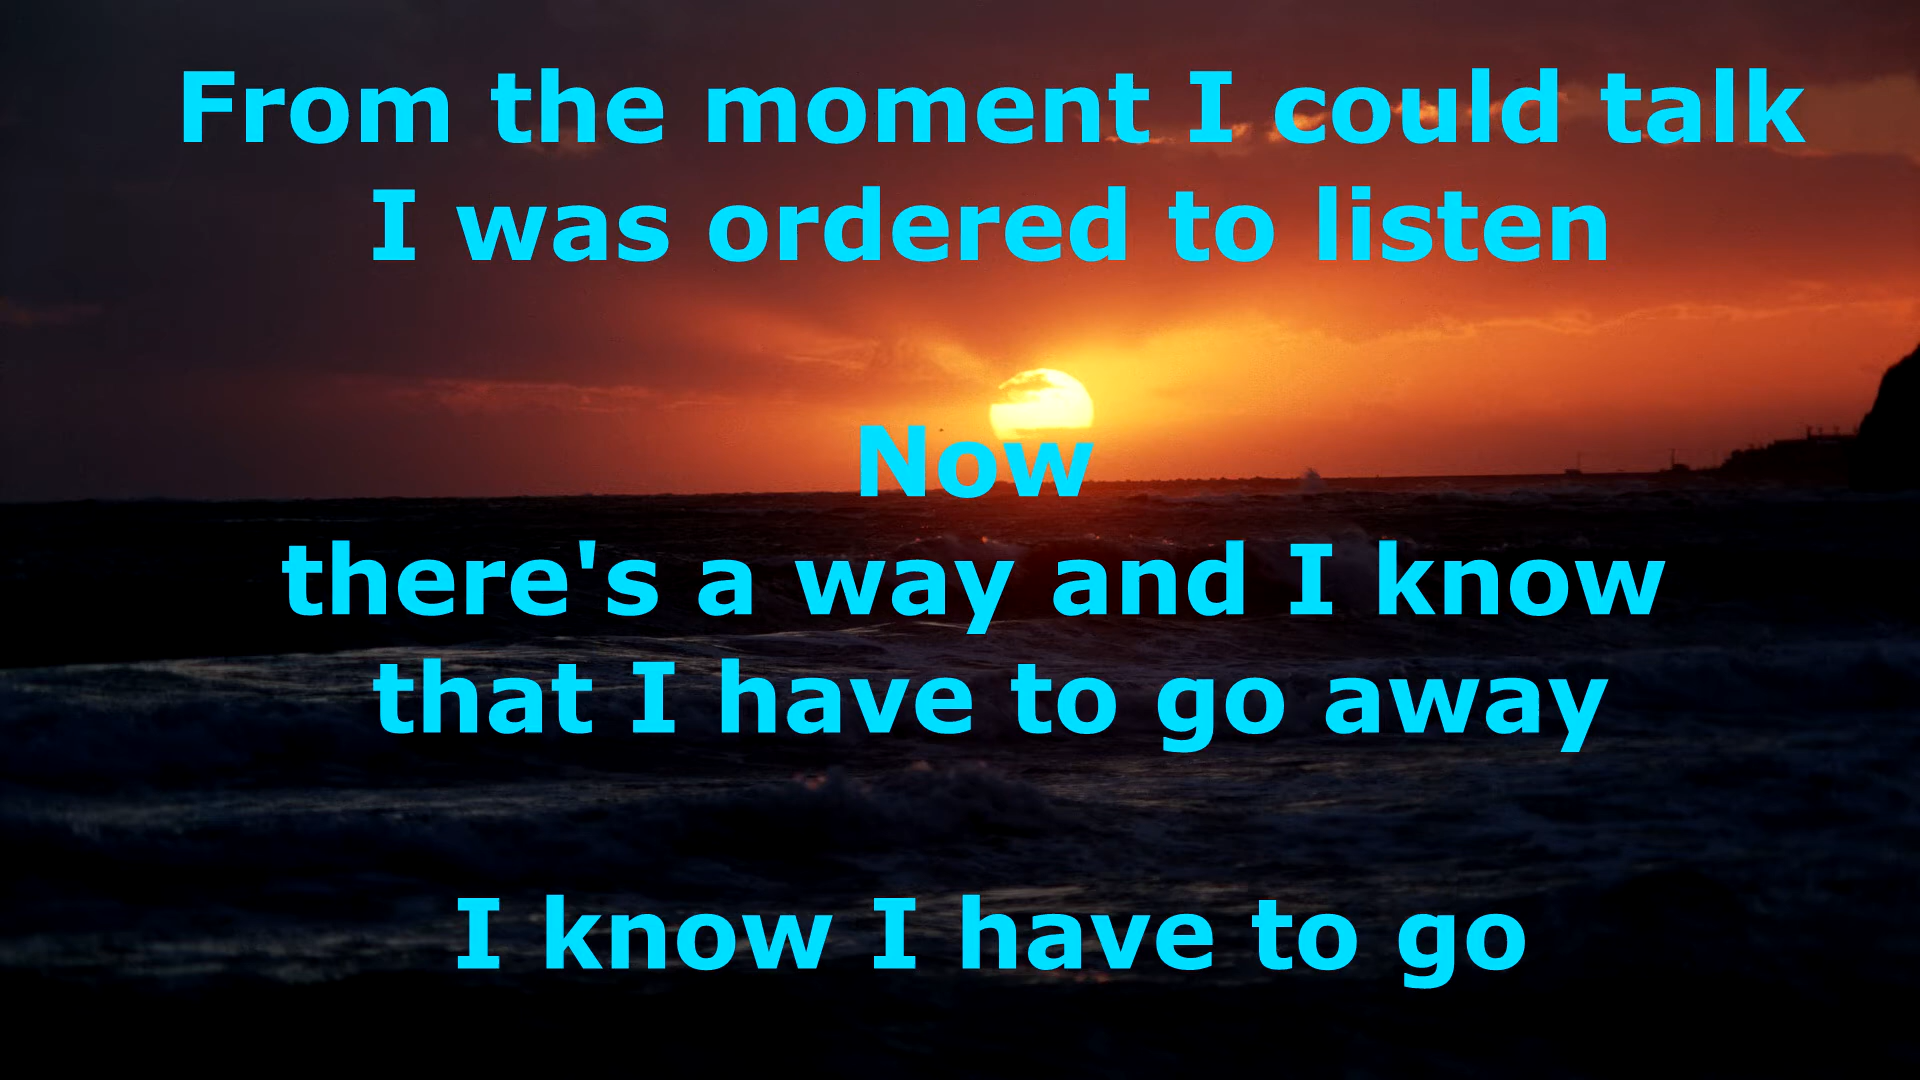 From the moment I could talk
I was ordered to listen
Now
there's a way and I know
that I have to go away
I know I have to go